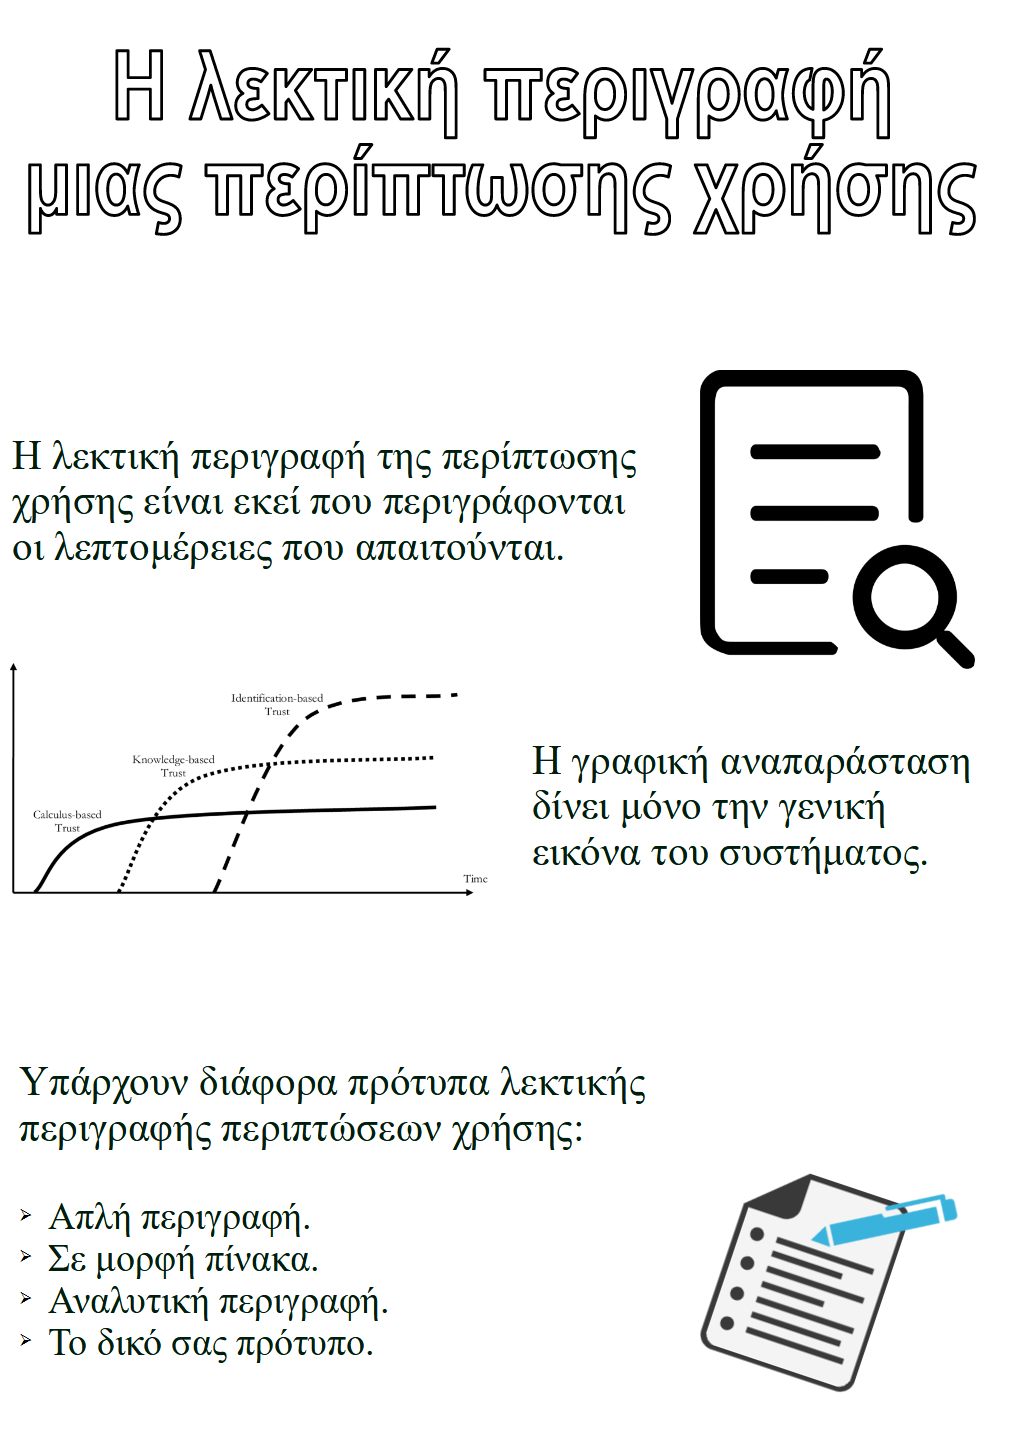 Η λεκτική περιγραφή
μιας περίπτωσης χρήσης
Η λεκτική περιγραφή της περίπτωσης
χρήσης είναι εκεί που περιγράφονται
οι λεπτομέρειες που απαιτούνται.
Identification-based
Trust
Knowledge-based
Trust
Calculus-based
Trust
Time
Η γραφική αναπαράσταση
δίνει μόνο την γενική
εικόνα του συστήματος.
Υπάρχουν διάφορα πρότυπα λεκτικής
περιγραφής περιπτώσεων χρήσης:
➢ Απλή περιγραφή.
➢ Σε μορφή πίνακα.
➢ Αναλυτική περιγραφή.
➢ Το δικό σας πρότυπο.